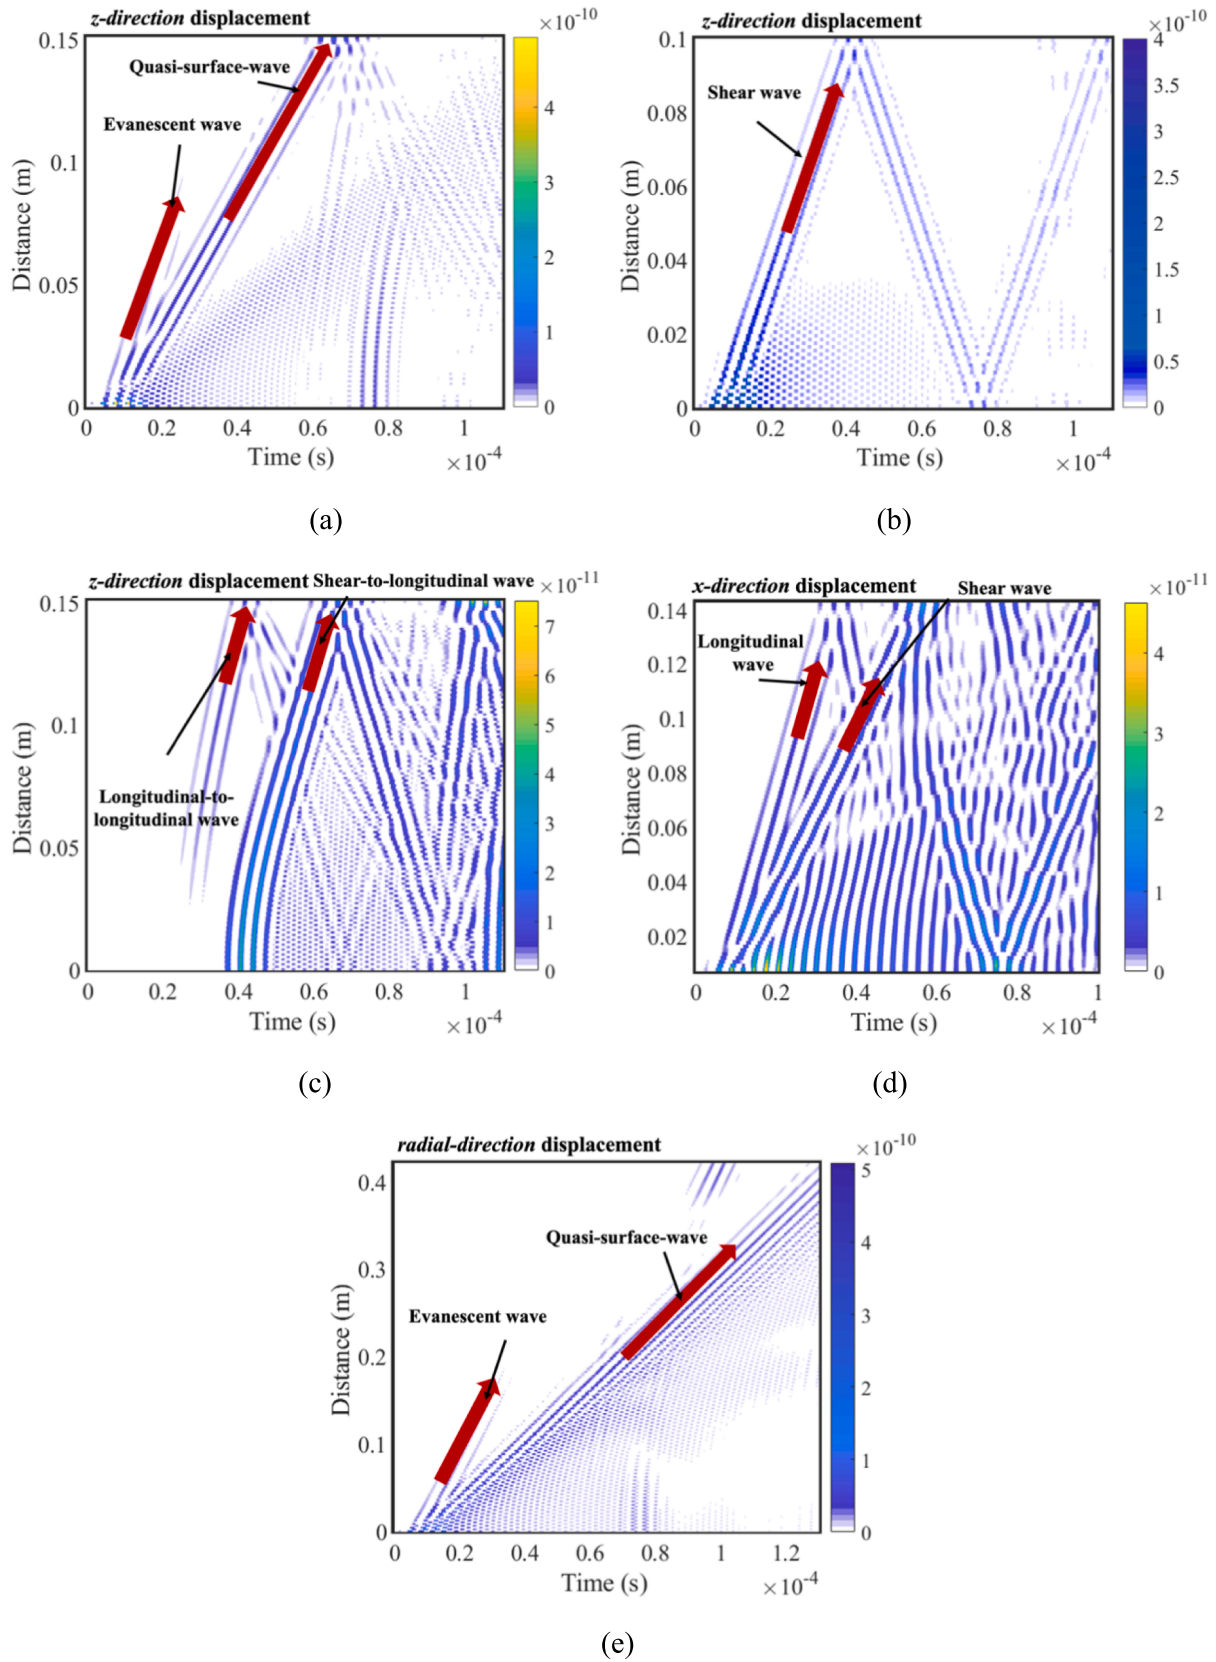 z-direction displacement
×10-10
Quasi-surface-wave
Evanescent wave
Distance (m)
0.15
0.1
0.05
0
0 0.2 0.4 0.6 0.8 1
Time (s)
×10-4
4
3
2
1
0
(a)
z-direction displacement
×10-10
Shear wave
Distance (m)
0.1
0.08
0.06
0.04
0.02
0
0 0.2 0.4 0.6 0.8 1
Time (s)
×10-4
4
3
2.5
2
1.5
1
0.5
0
(b)
z-direction displacement Shear-to-longitudinal wave ×10-11
Longitudinal-to-
longitudinal wave
Distance (m)
0.15
0.1
0.05
0
0 0.2 0.4 0.6 0.8 1
Time (s)
×10-4
7
6
5
4
3
2
1
0
(c)
x-direction displacement
Shear wave
×10-11
Longitudinal
wave
Distance (m)
0.14
0.12
0.1
0.08
0.06
0.04
0.02
0 0.2 0.4 0.6 0.8 1
Time (s)
×10-4
4
3
2
1
0
(d)
radial-direction displacement
×10-10
Quasi-surface-wave
Evanescent wave
Distance (m)
0.4
0.3
0.2
0.1
0
0 0.2 0.4 0.6 0.8 1 1.2
Time (s)
×10-4
5
4
3
2
1
0
(e)